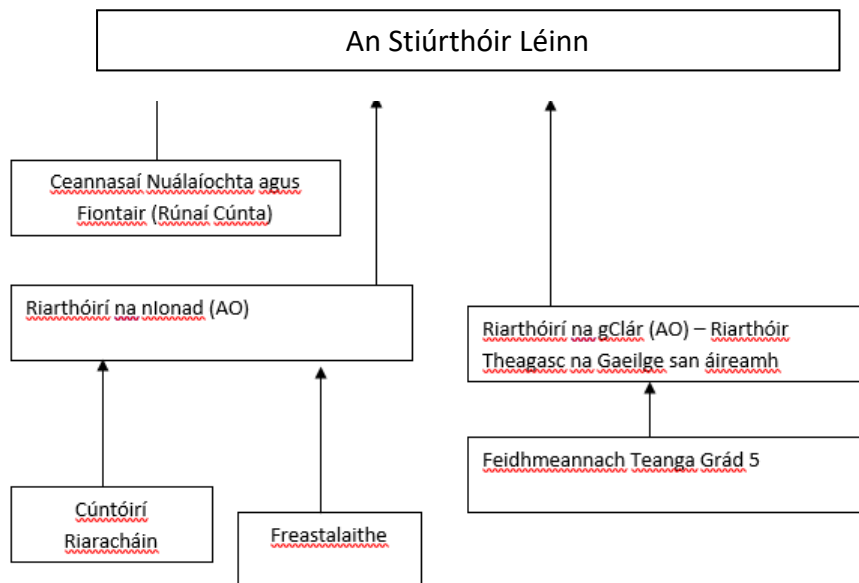 An Stiúrthóir Léinn
Ceannasaí Nuálaíochta agus
Fiontair (Rúnaí Cúnta)
Riarthóirí na nIonad (AO)
Riarthóirí na gClár (AO) – Riarthóir
Theagasc na Gaeilge san áireamh
Feidhmeannach Teanga Grád 5
Cúntóirí
Riaracháin
Freastalaithe